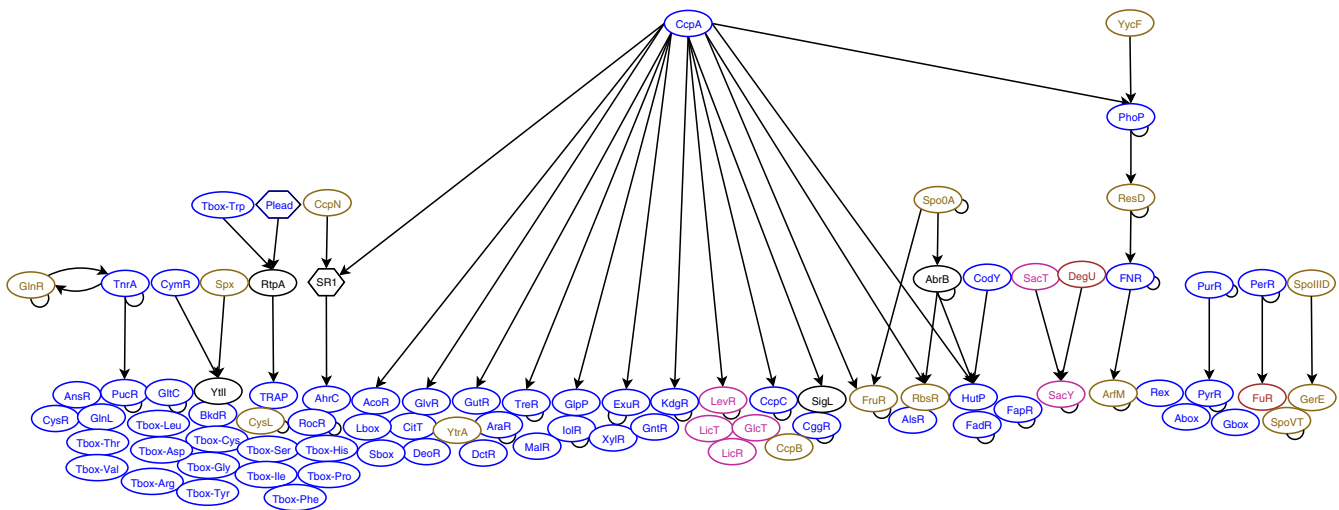 CcpA
YycF
PhoP
Tbox-Trp
Plead
CcpN
Spo0A
ResD
GlnR
TnrA
CymR
Spx
RtpA
SR1
AbrB
CodY
SacT
DegU
FNR
PurR
PerR
SpoIIID
AnsR
PucR
GltC
YtlI
TRAP
AhrC
AcoR
GlvR
GutR
TreR
GlpP
ExuR
KdgR
LevR
CcpC
SigL
FruR
RbsR
HutP
SacY
ArfM
Rex
PyrR
FuR
GerE
CysR
GlnL
Tbox-Leu
BkdR
CysL
RocR
Lbox
CitT
YtrA
AraR
IolR
XylR
GntR
LicT
GlcT
CggR
AlsR
FadR
FapR
Abox
Gbox
SpoVT
Tbox-Thr
Tbox-Asp
Tbox-Cys
Tbox-Ser
Tbox-His
Sbox
DeoR
DctR
MalR
LicR
CcpB
Tbox-Val
Tbox-Arg
Tbox-Gly
Tbox-Ile
Tbox-Pro
Tbox-Tyr
Tbox-Phe